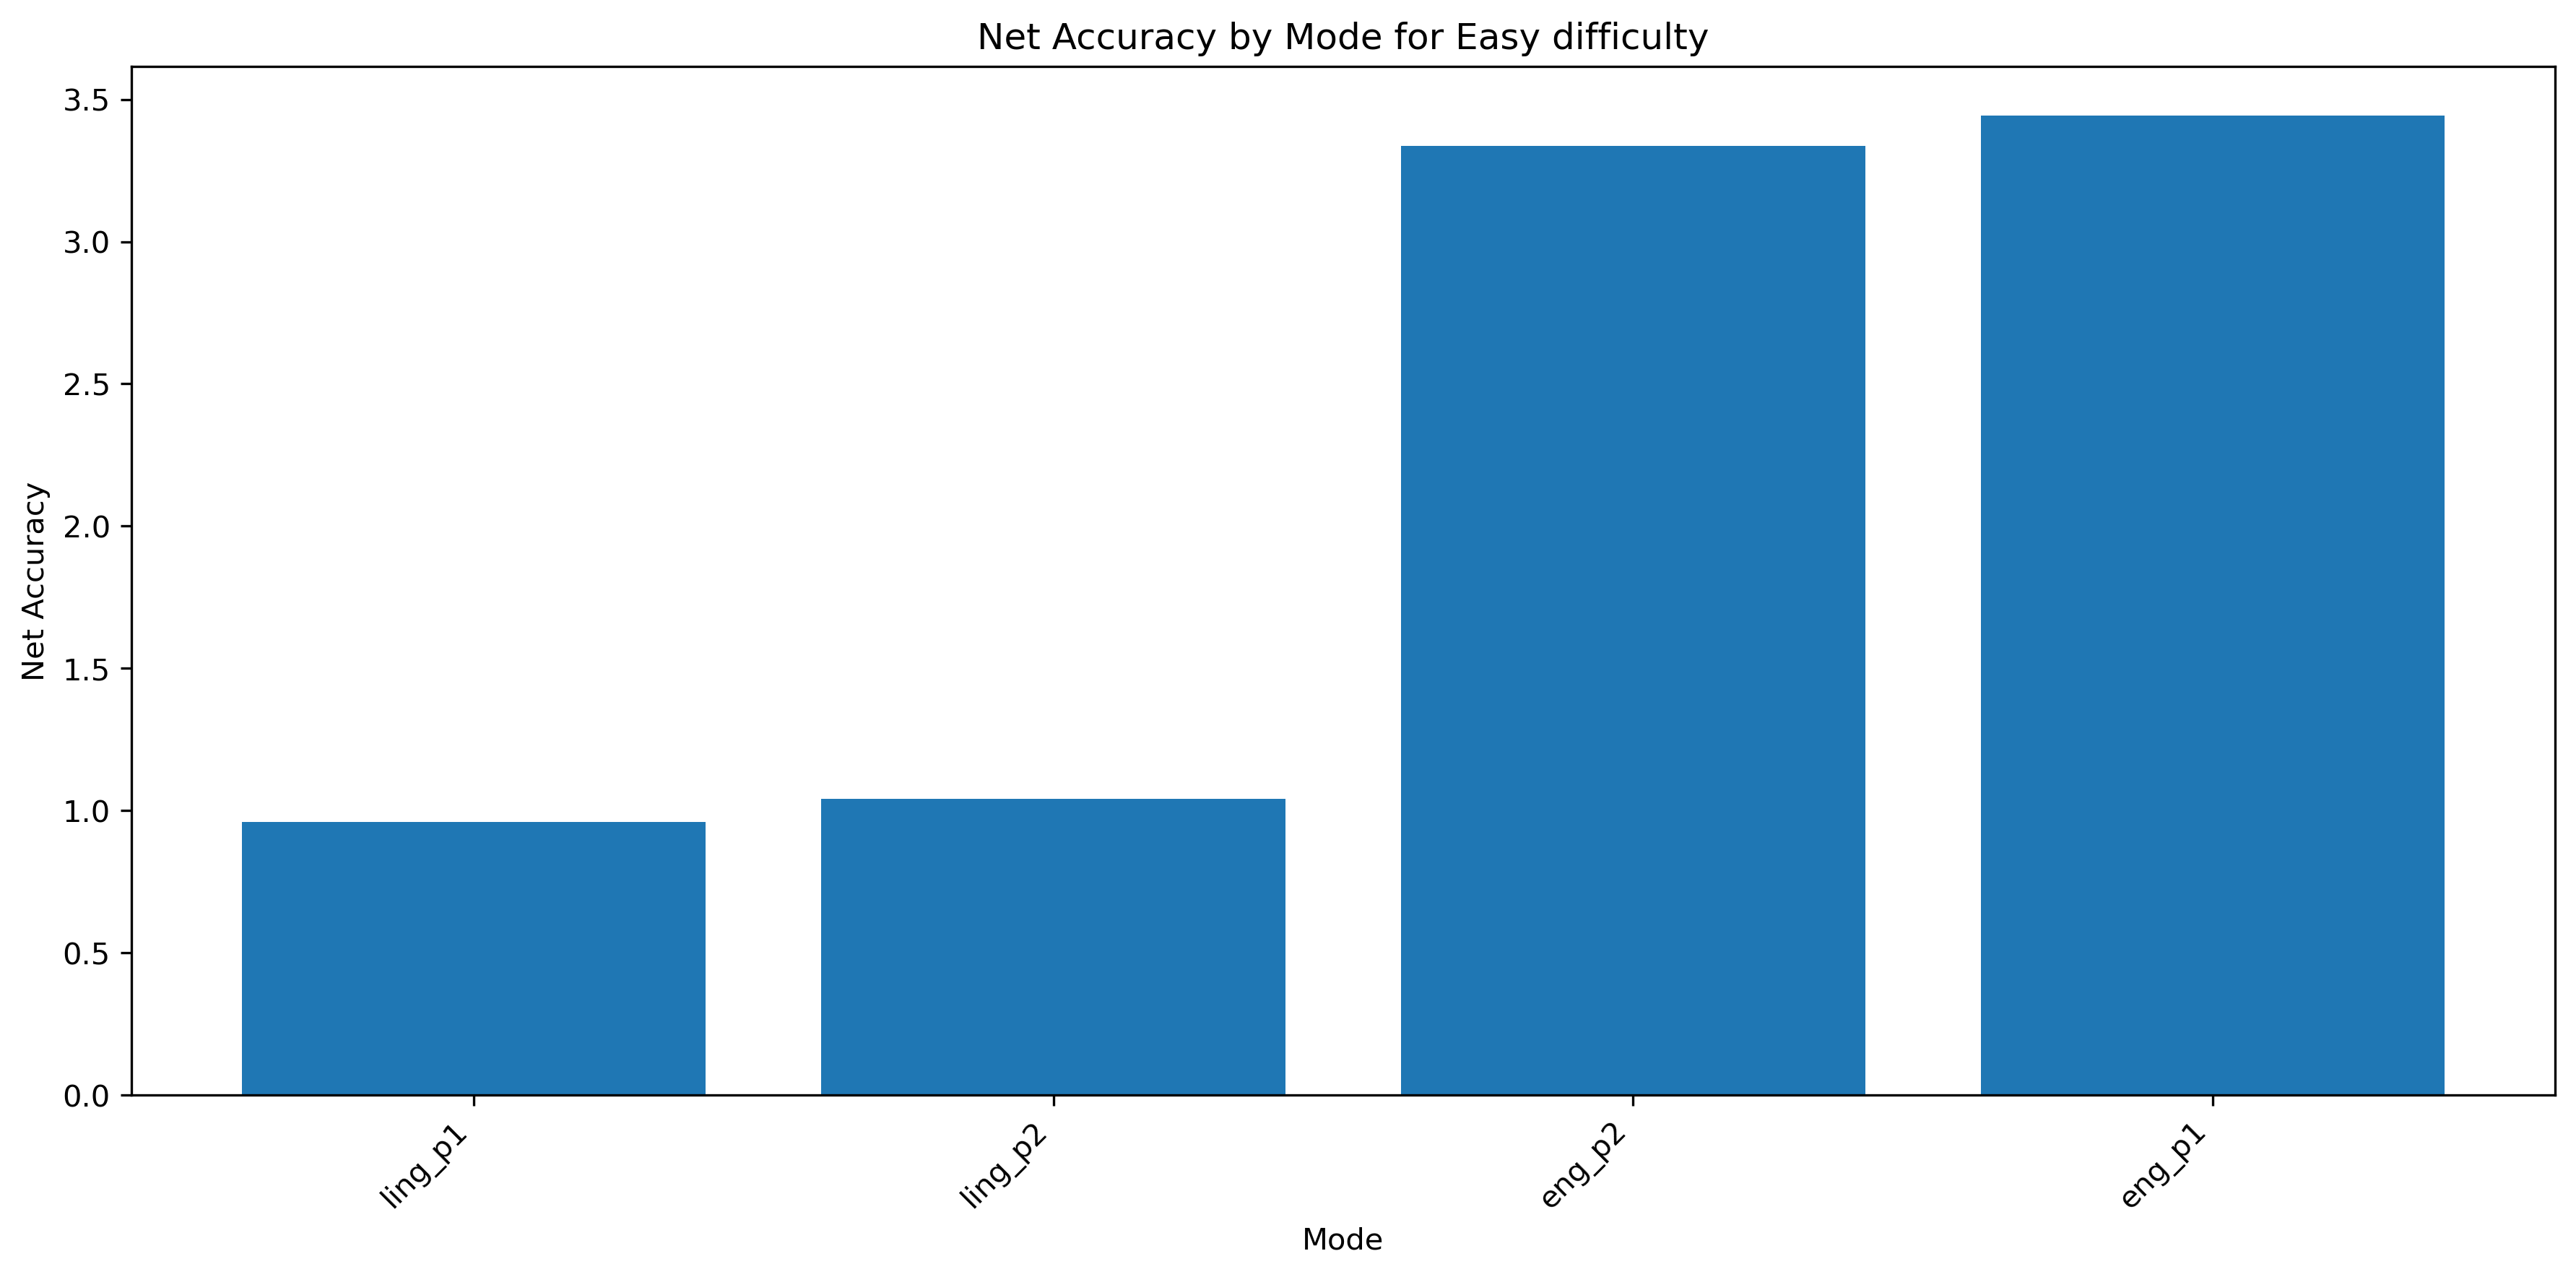 Net Accuracy by Mode for Easy difficulty
Net Accuracy
3.5
3.0
2.5
2.0
1.5
1.0
0.5
0.0
ling_p1
ling_p2
eng_p2
eng_p1
Mode